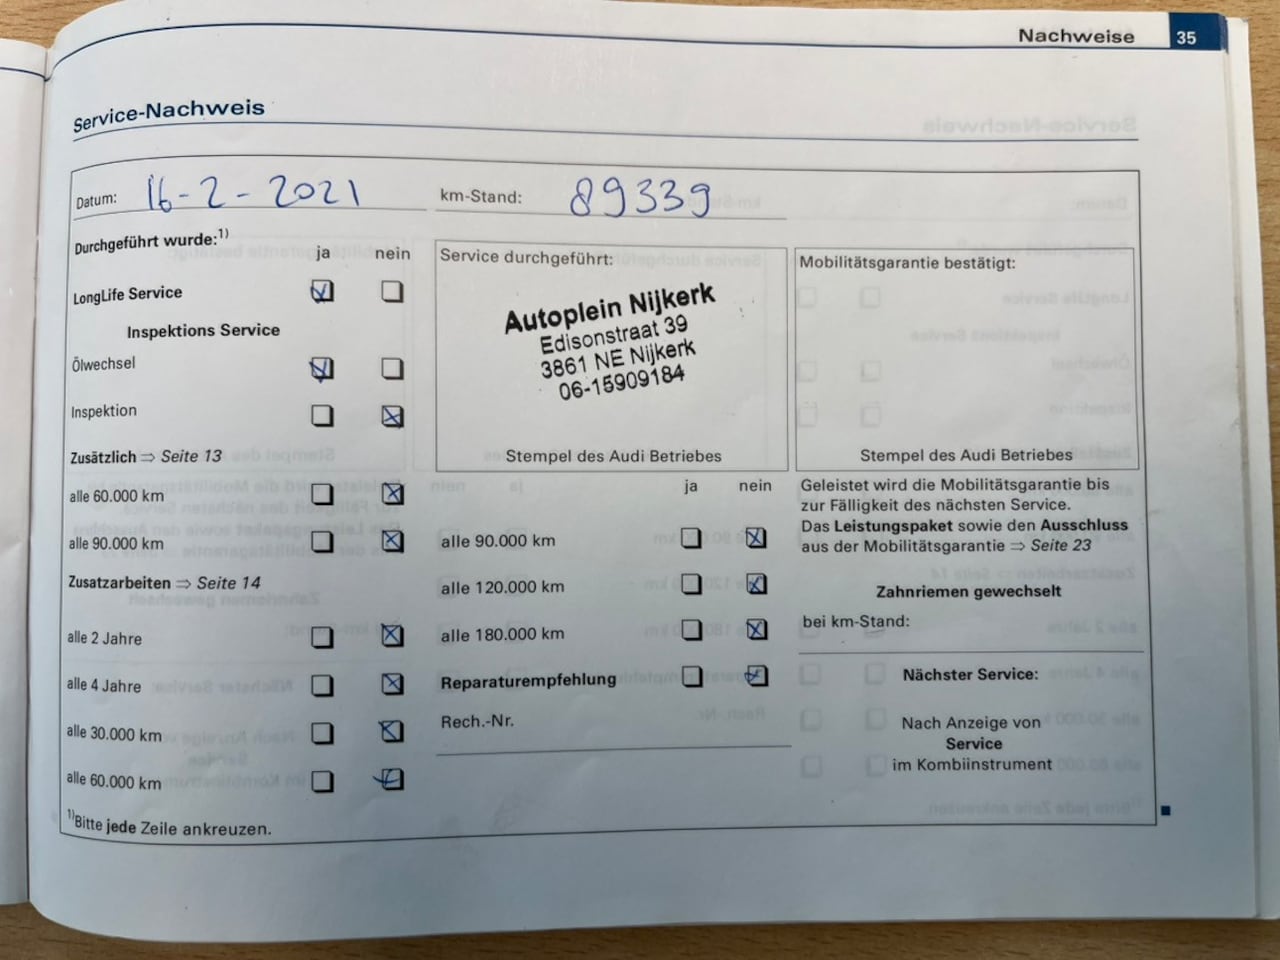 Nachweise 35
Service-Nachweis
Datum: 16-2-2021 km-Stand: 89339
Durchgeführt wurde:1)
ja nein
LongLife Service
Inspektions Service
Ölwechsel
Inspektion
Zusätzlich ⇒ Seite 13
alle 60.000 km
alle 90.000 km
Zusatzarbeiten ⇒ Seite 14
alle 2 Jahre
alle 4 Jahre
alle 30.000 km
alle 60.000 km
1)Bitte jede Zeile ankreuzen.
Service durchgeführt:
Autoplein Nijkerk
Edisonstraat 39
3861 NE Nijkerk
06-15909184
Stempel des Audi Betriebes
ja nein
alle 90.000 km
alle 120.000 km
alle 180.000 km
Reparaturempfehlung
Rech.-Nr.
Mobilitätsgarantie bestätigt:
Stempel des Audi Betriebes
Geleistet wird die Mobilitätsgarantie bis
zur Fälligkeit des nächsten Service.
Das Leistungspaket sowie den Ausschluss
aus der Mobilitätsgarantie ⇒ Seite 23
Zahnriemen gewechselt
bei km-Stand:
Nächster Service:
Nach Anzeige von
Service
im Kombiinstrument